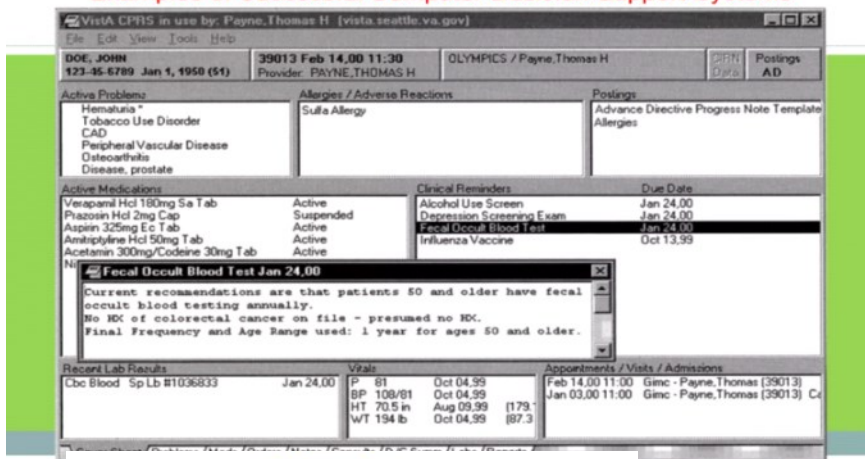 VistA CPRS in use by: Payne,Thomas H (vista.seattle.va.gov)
File Edit View Tools Help
DOE, JOHN
123-45-6789 Jan 1, 1950 (51)
39013 Feb 14,00 11:30
Provider: PAYNE,THOMAS H
OLYMPICS / Payne,Thomas H
Data
Postings
AD
Active Problems
Hematuria *
Tobacco Use Disorder
CAD
Peripheral Vascular Disease
Osteoarthritis
Disease, prostate
Allergies / Adverse Reactions
Sulfa Allergy
Postings
Advance Directive Progress Note Template
Allergies
Active Medications
Verapamil Hcl 180mg Sa Tab Active
Prazosin Hcl 2mg Cap Suspended
Aspirin 325mg Ec Tab Active
Amitriptyline Hcl 50mg Tab Active
Acetamin 300mg/Codeine 30mg Tab Active
Ni
Clinical Reminders Due Date
Alcohol Use Screen Jan 24,00
Depression Screening Exam Jan 24,00
Fecal Occult Blood Test Jan 24,00
Influenza Vaccine Oct 13,99
Fecal Occult Blood Test Jan 24,00
Current recommendations are that patients 50 and older have fecal
occult blood testing annually.
No HX of colorectal cancer on file - presumed no HX.
Final Frequency and Age Range used: 1 year for ages 50 and older.
Recent Lab Results
Cbc Blood Sp Lb #1036833 Jan 24,00
Vitals
P 81 Oct 04,99
BP 108/81 Oct 04,99
HT 70.5 in Aug 09,99 (179.
WT 194 lb Oct 04,99 (87.3
Appointments / Visits / Admissions
Feb 14,00 11:00 Gimc - Payne,Thomas (39013)
Jan 03,00 11:00 Gimc - Payne,Thomas (39013) Ca